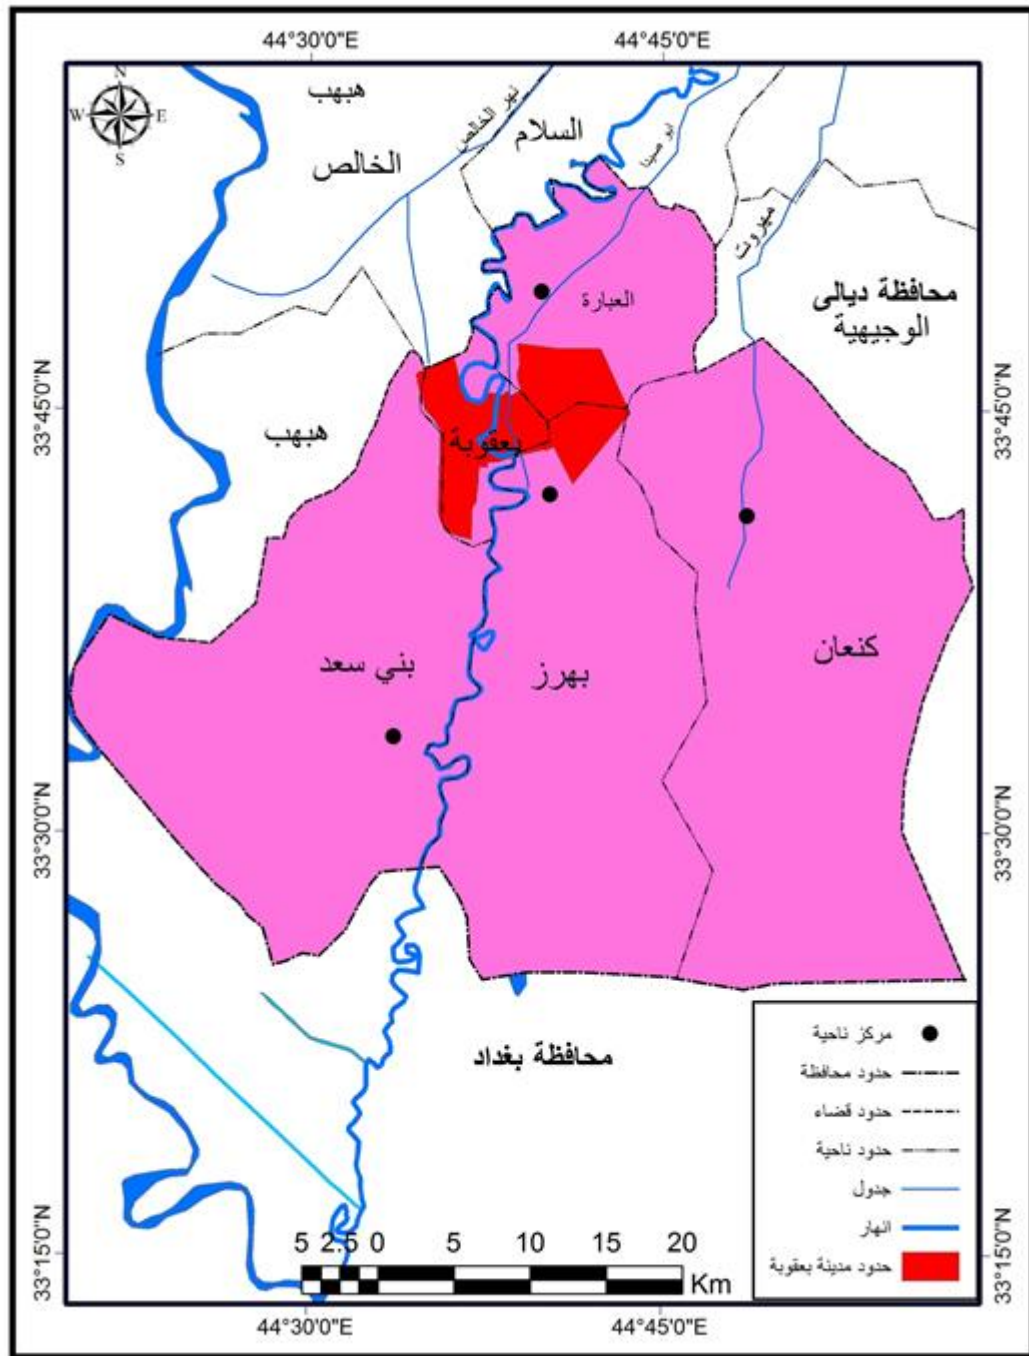 44°30'0"E
44°45'0"E
N
W
E
S
هبهب
نهر الخالص
السلام
الخالص
ميهروت
العبارة
محافظة ديالى
الوجيهية
33°45'0"N
33°45'0"N
هبهب
بعقوبة
كنعان
بني سعد
بهرز
33°30'0"N
33°30'0"N
محافظة بغداد
مركز ناحية
حدود محافظة
حدود قضاء
حدود ناحية
جدول
انهار
حدود مدينة بعقوبة
33°15'0"N
33°15'0"N
5 2.5 0 5 10 15 20
Km
44°30'0"E
44°45'0"E